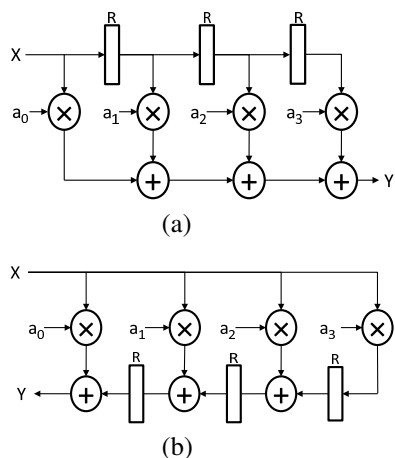 R R R
X
a0 × a1 × a2 × a3 ×
+ + + Y
(a)
X
a0 × a1 × a2 × a3 ×
R R R
Y + + +
(b)